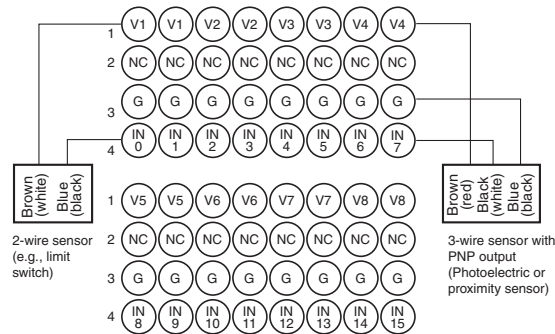 1 V1 V1 V2 V2 V3 V3 V4 V4
2 NC NC NC NC NC NC NC NC
3 G G G G G G G G
4 IN 0 IN 1 IN 2 IN 3 IN 4 IN 5 IN 6 IN 7
Brown (white)
Blue (black)
2-wire sensor
(e.g., limit
switch)
Brown (red)
Black (white)
Blue (black)
3-wire sensor with
PNP output
(Photoelectric or
proximity sensor)
1 V5 V5 V6 V6 V7 V7 V8 V8
2 NC NC NC NC NC NC NC NC
3 G G G G G G G G
4 IN 8 IN 9 IN 10 IN 11 IN 12 IN 13 IN 14 IN 15